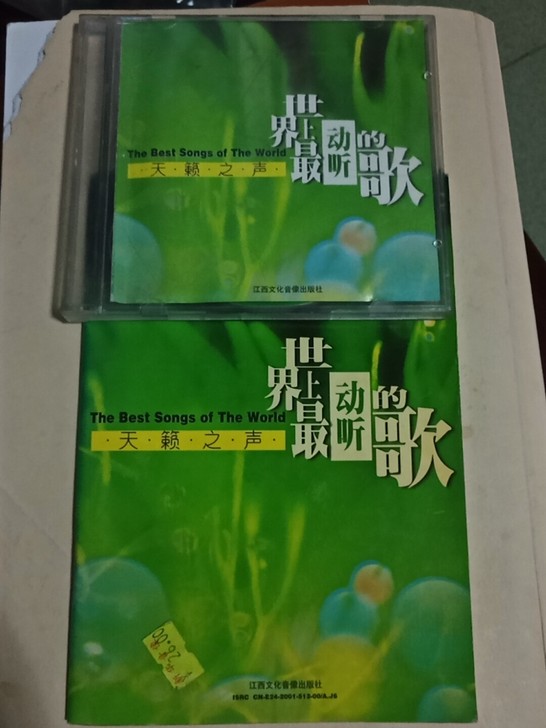 世界上最动听的歌
The Best Songs of The World
·天·籁·之·声·
江西文化音像出版社
世界上最动听的歌
The Best Songs of The World
·天·籁·之·声·
26.00
江西文化音像出版社
ISRC CN-E24-2001-513-00/A.J6